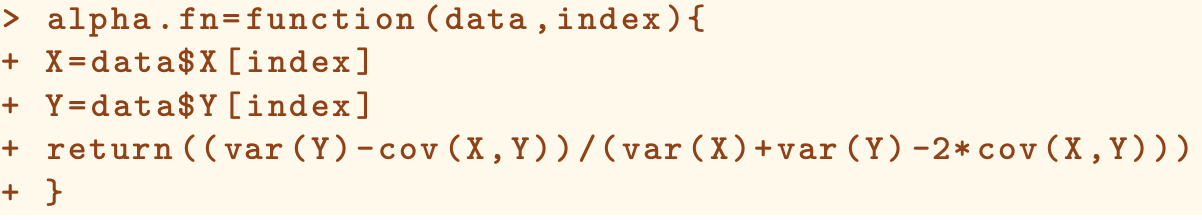 > alpha.fn=function(data,index){
+ X=data$X[index]
+ Y=data$Y[index]
+ return((var(Y)-cov(X,Y))/(var(X)+var(Y)-2*cov(X,Y)))
+ }